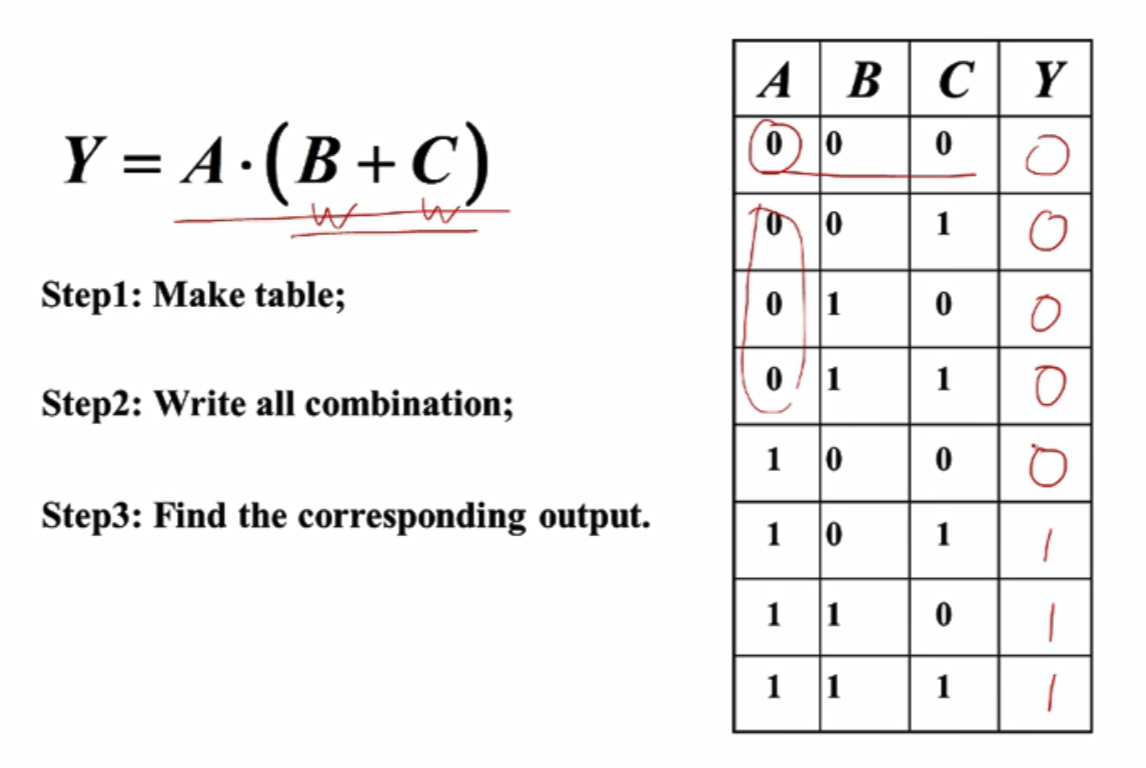 Y = A·(B + C)
W W
Step1: Make table;
Step2: Write all combination;
Step3: Find the corresponding output.
A B C Y
0 0 0 0
0 0 1 0
0 1 0 0
0 1 1 0
1 0 0 0
1 0 1 1
1 1 0 1
1 1 1 1